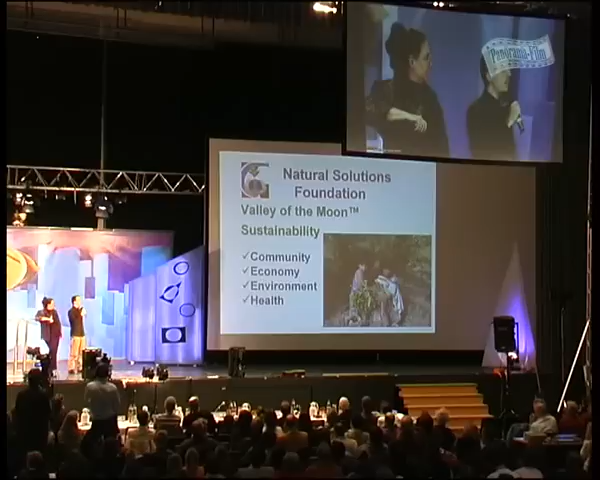 Panorama-Film
Natural Solutions
Foundation
Valley of the Moon™
Sustainability
✓Community
✓Economy
✓Environment
✓Health